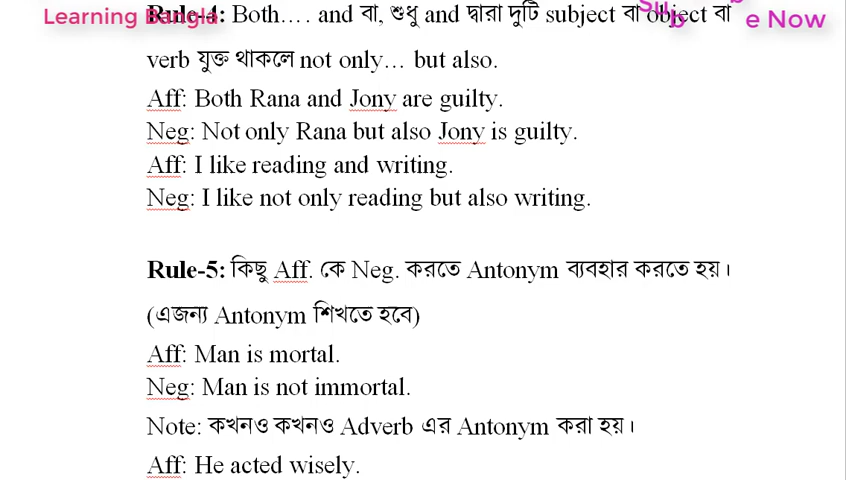 Learning Bangla
Rule-4: Both…. and বা, শুধু and দ্বারা দুটি subject বা object বা
e Now
verb যুক্ত থাকলে not only… but also.
Aff: Both Rana and Jony are guilty.
Neg: Not only Rana but also Jony is guilty.
Aff: I like reading and writing.
Neg: I like not only reading but also writing.
Rule-5: কিছু Aff. কে Neg. করতে Antonym ব্যবহার করতে হয়।
(এজন্য Antonym শিখতে হবে)
Aff: Man is mortal.
Neg: Man is not immortal.
Note: কখনও কখনও Adverb এর Antonym করা হয়।
Aff: He acted wisely.